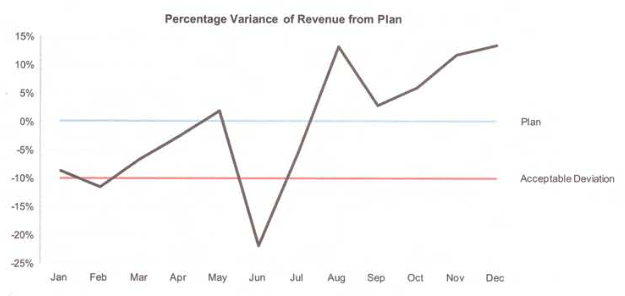 Percentage Variance of Revenue from Plan
15%
10%
5%
0%
-5%
-10%
-15%
-20%
-25%
Plan
Acceptable Deviation
Jan Feb Mar Apr May Jun Jul Aug Sep Oct Nov Dec